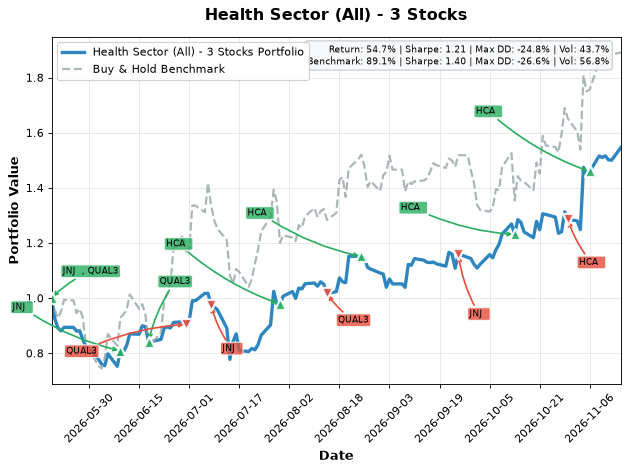 Health Sector (All) - 3 Stocks
Health Sector (All) - 3 Stocks Portfolio
Buy & Hold Benchmark
Return: 54.7% | Sharpe: 1.21 | Max DD: -24.8% | Vol: 43.7%
Benchmark: 89.1% | Sharpe: 1.40 | Max DD: -26.6% | Vol: 56.8%
Portfolio Value
1.8
1.6
1.4
1.2
1.0
0.8
HCA
HCA
HCA
HCA
JNJ, QUAL3
QUAL3
JNJ
QUAL3
JNJ
QUAL3
JNJ
HCA
2026-05-30
2026-06-15
2026-07-01
2026-07-17
2026-08-02
2026-08-18
2026-09-03
2026-09-19
2026-10-05
2026-10-21
2026-11-06
Date